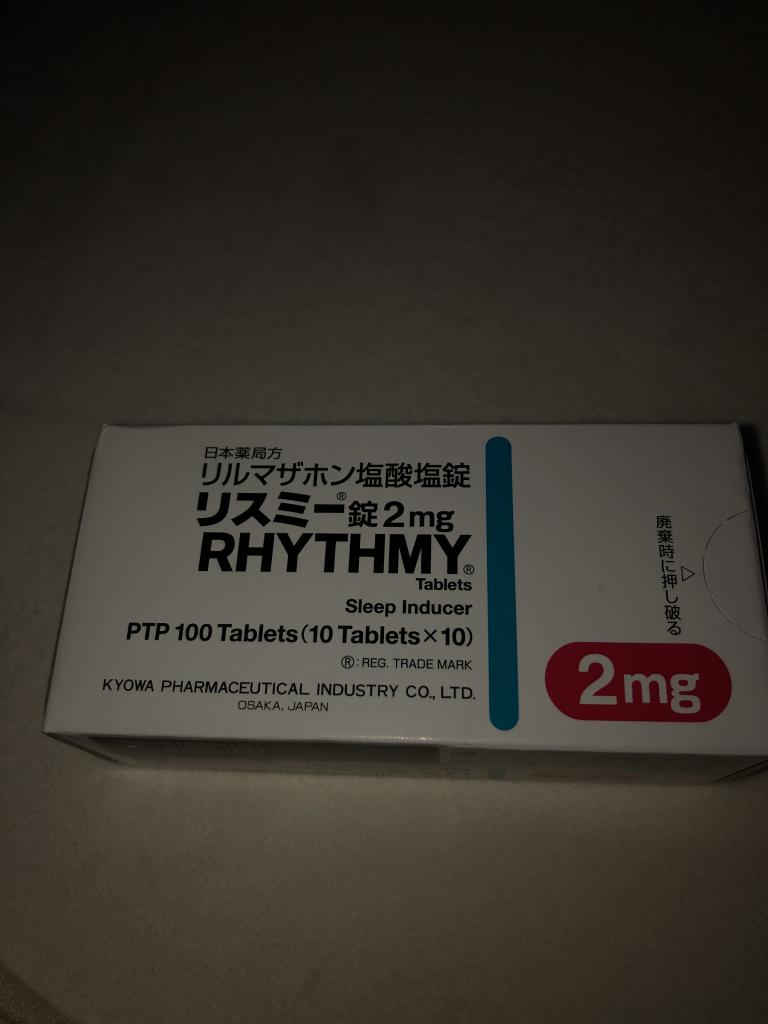 日本薬局方
リルマザホン塩酸塩錠
リスミー®錠2mg
RHYTHMY®
Tablets
Sleep Inducer
PTP 100 Tablets(10 Tablets×10)
®:REG. TRADE MARK
KYOWA PHARMACEUTICAL INDUSTRY CO., LTD.
OSAKA, JAPAN
廃棄時に押し破る
2mg